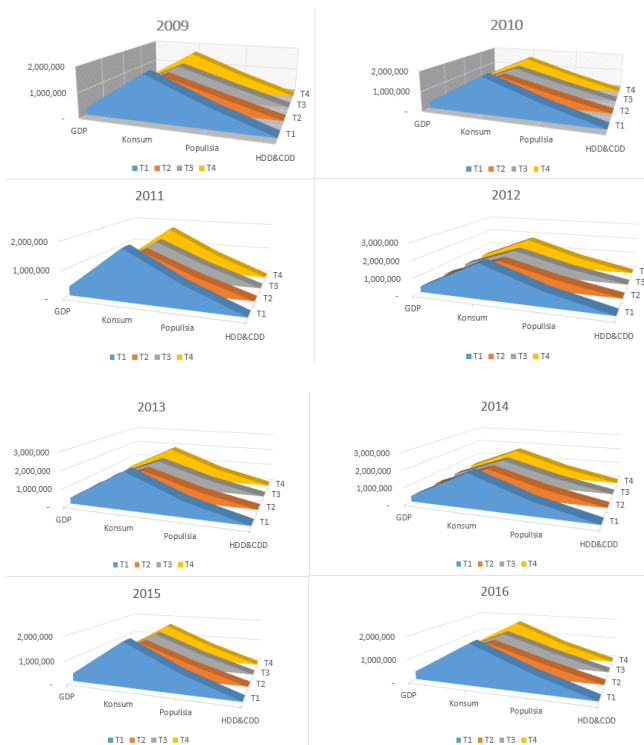 2009
2,000,000
1,000,000
-
GDP
Konsum
Popullsia
HDD&CDD
T1
T2
T3
T4
T1 T2 T3 T4
2010
2,000,000
1,000,000
-
GDP
Konsum
Popullsia
HDD&CDD
T1
T2
T3
T4
T1 T2 T3 T4
2011
2,000,000
1,000,000
-
GDP
Konsum
Popullsia
HDD&CDD
T1
T2
T3
T4
T1 T2 T3 T4
2012
3,000,000
2,000,000
1,000,000
-
GDP
Konsum
Popullsia
HDD&CDD
T1
T2
T3
T4
T1 T2 T3 T4
2013
3,000,000
2,000,000
1,000,000
-
GDP
Konsum
Popullsia
HDD&CDD
T1
T2
T3
T4
T1 T2 T3 T4
2014
3,000,000
2,000,000
1,000,000
-
GDP
Konsum
Popullsia
HDD&CDD
T1
T2
T3
T4
T1 T2 T3 T4
2015
2,000,000
1,000,000
-
GDP
Konsum
Popullsia
HDD&CDD
T1
T2
T3
T4
T1 T2 T3 T4
2016
2,000,000
1,000,000
-
GDP
Konsum
Popullsia
HDD&CDD
T1
T2
T3
T4
T1 T2 T3 T4